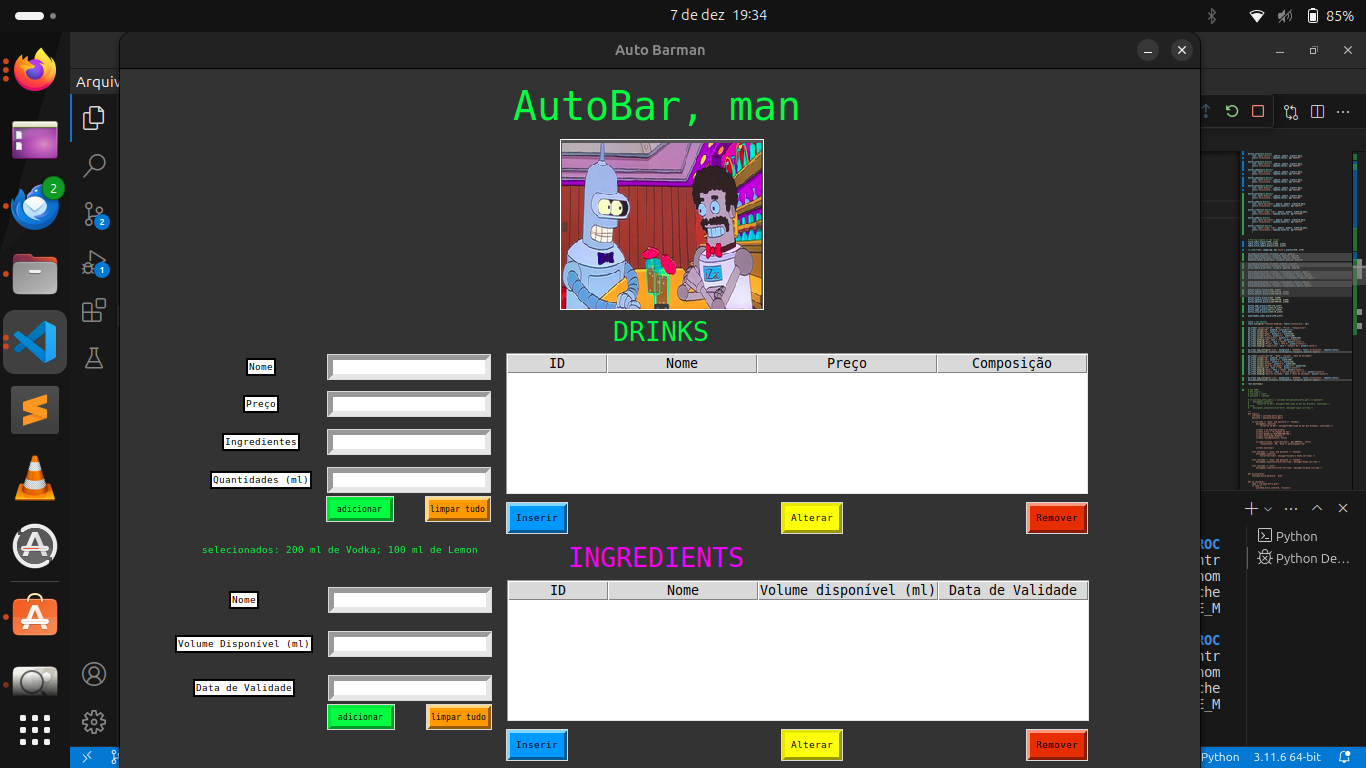 7 de dez 19:34
85%
Auto Barman
Arquiv
AutoBar, man
iZx
DRINKS
ID Nome Preço Composição
Nome
Preço
Ingredientes
Quantidades (ml)
adicionar limpar tudo
Inserir Alterar Remover
selecionados: 200 ml de Vodka; 100 ml de Lemon
INGREDIENTS
ID Nome Volume disponível (ml) Data de Validade
Nome
Volume Disponível (ml)
Data de Validade
adicionar limpar tudo
Inserir Alterar Remover
2
2
1
Python
Python De...
ROC
ntr
nom
che
E_M
ROC
ntr
nom
che
E_M
Python 3.11.6 64-bit